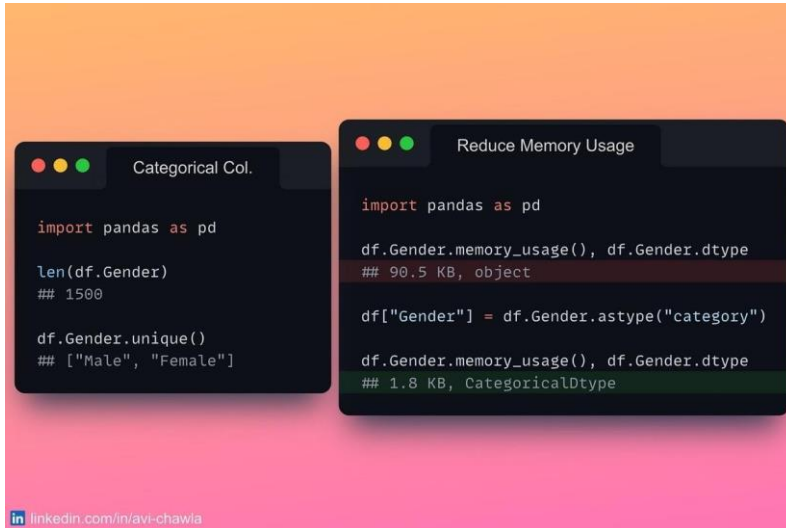 Categorical Col.
import pandas as pd
len(df.Gender)
## 1500
df.Gender.unique()
## ["Male", "Female"]
Reduce Memory Usage
import pandas as pd
df.Gender.memory_usage(), df.Gender.dtype
## 90.5 KB, object
df["Gender"] = df.Gender.astype("category")
df.Gender.memory_usage(), df.Gender.dtype
## 1.8 KB, CategoricalDtype
in linkedin.com/in/avi-chawla